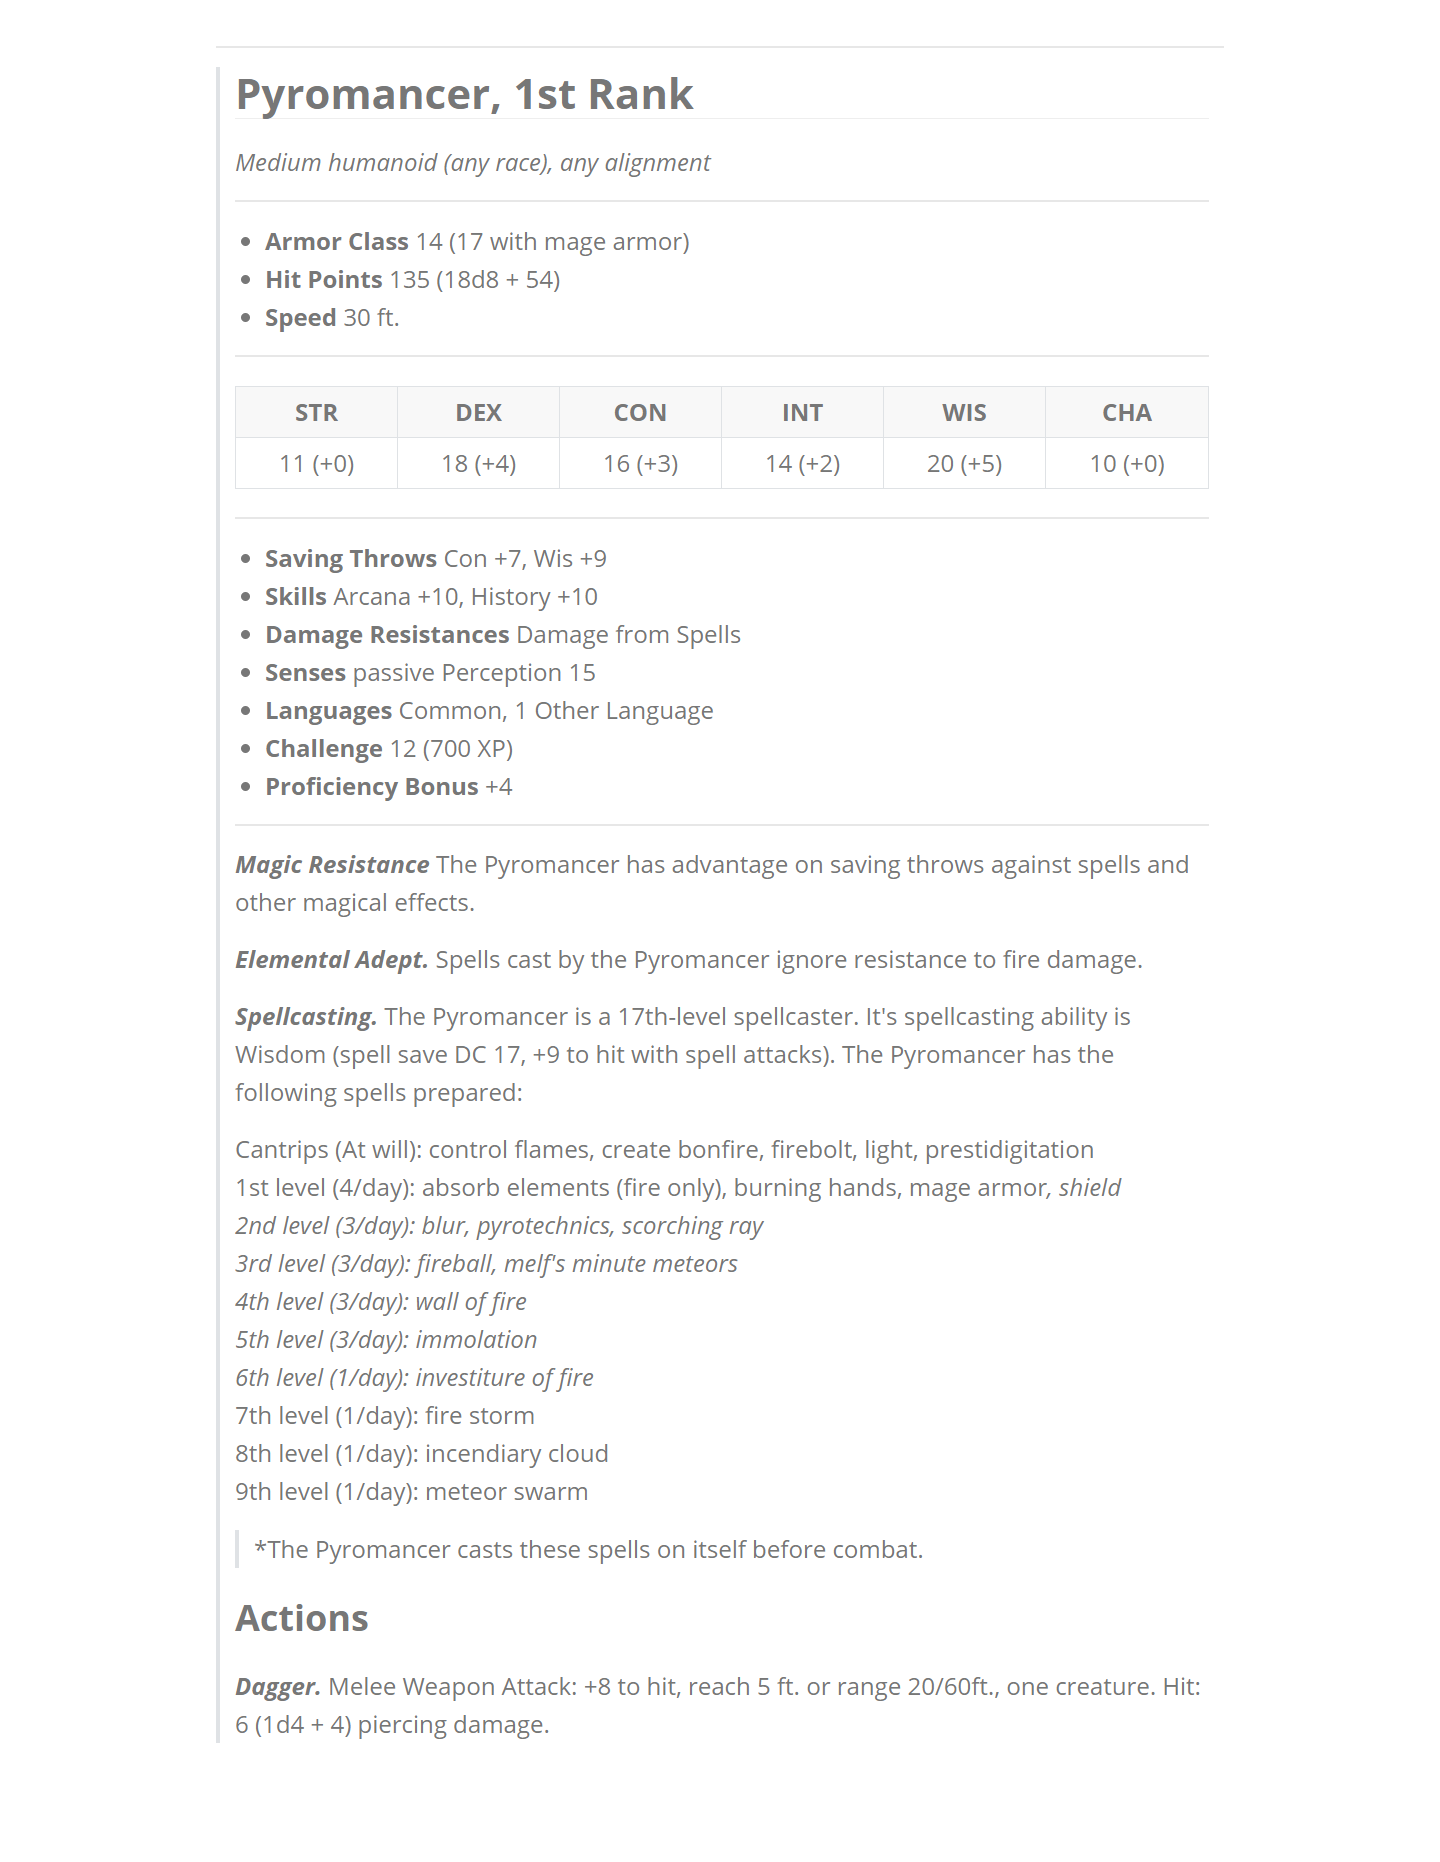 Pyromancer, 1st Rank
Medium humanoid (any race), any alignment
Armor Class 14 (17 with mage armor)
Hit Points 135 (18d8 + 54)
Speed 30 ft.
STR DEX CON INT WIS CHA
11 (+0) 18 (+4) 16 (+3) 14 (+2) 20 (+5) 10 (+0)
Saving Throws Con +7, Wis +9
Skills Arcana +10, History +10
Damage Resistances Damage from Spells
Senses passive Perception 15
Languages Common, 1 Other Language
Challenge 12 (700 XP)
Proficiency Bonus +4
Magic Resistance The Pyromancer has advantage on saving throws against spells and
other magical effects.
Elemental Adept. Spells cast by the Pyromancer ignore resistance to fire damage.
Spellcasting. The Pyromancer is a 17th-level spellcaster. It's spellcasting ability is
Wisdom (spell save DC 17, +9 to hit with spell attacks). The Pyromancer has the
following spells prepared:
Cantrips (At will): control flames, create bonfire, firebolt, light, prestidigitation
1st level (4/day): absorb elements (fire only), burning hands, mage armor, shield
2nd level (3/day): blur, pyrotechnics, scorching ray
3rd level (3/day): fireball, melf's minute meteors
4th level (3/day): wall of fire
5th level (3/day): immolation
6th level (1/day): investiture of fire
7th level (1/day): fire storm
8th level (1/day): incendiary cloud
9th level (1/day): meteor swarm
*The Pyromancer casts these spells on itself before combat.
Actions
Dagger. Melee Weapon Attack: +8 to hit, reach 5 ft. or range 20/60ft., one creature. Hit:
6 (1d4 + 4) piercing damage.